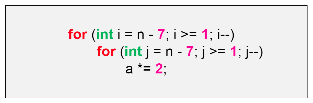 for (int i = n - 7; i >= 1; i--)
for (int j = n - 7; j >= 1; j--)
a *= 2;